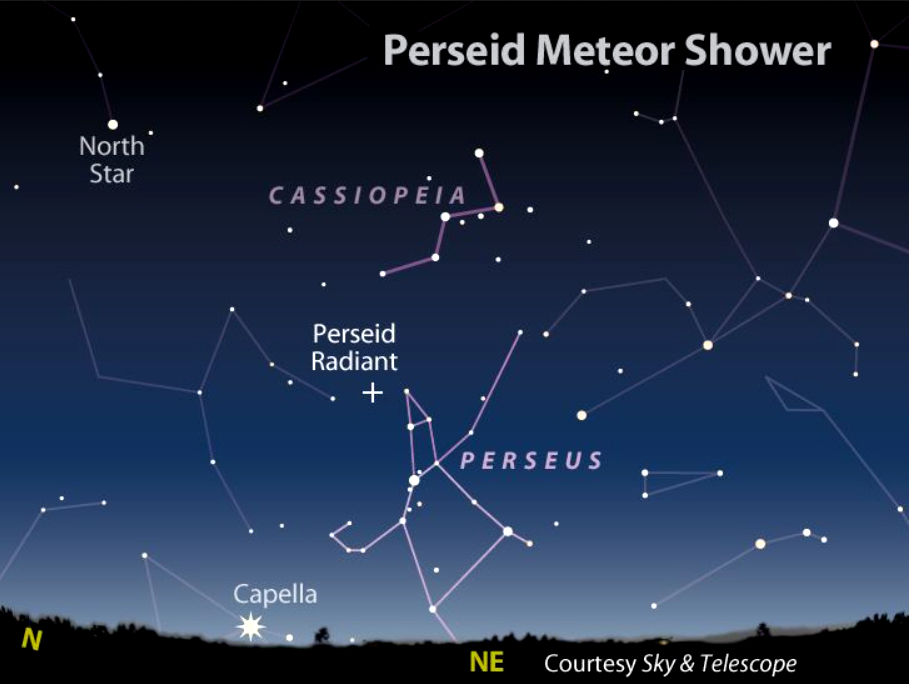 Perseid Meteor Shower
North
Star
CASSIOPEIA
Perseid
Radiant
PERSEUS
Capella
N
NE
Courtesy Sky & Telescope